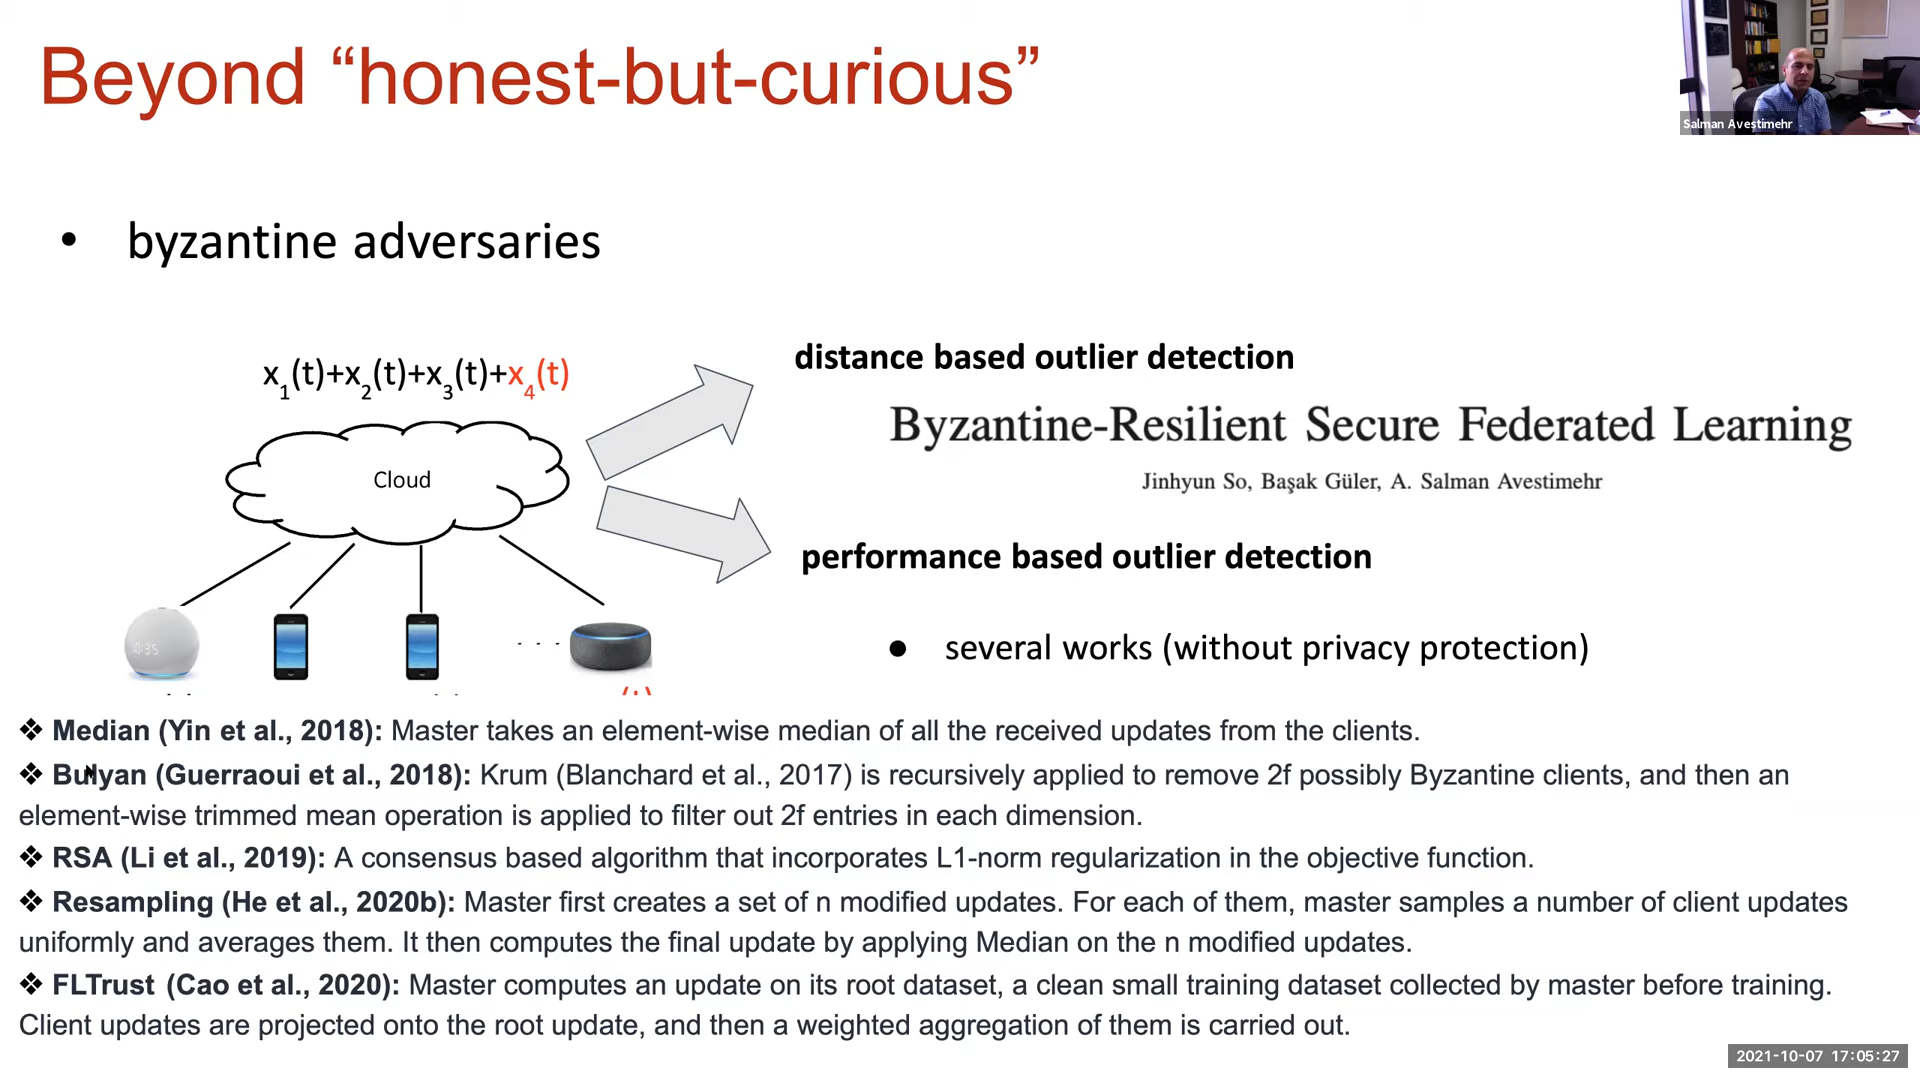 Beyond “honest-but-curious”
Salman Avestimehr
• byzantine adversaries
x1(t)+x2(t)+x3(t)+x4(t)
Cloud
distance based outlier detection
Byzantine-Resilient Secure Federated Learning
Jinhyun So, Başak Güler, A. Salman Avestimehr
performance based outlier detection
● several works (without privacy protection)
❖ Median (Yin et al., 2018): Master takes an element-wise median of all the received updates from the clients.
❖ Bulyan (Guerraoui et al., 2018): Krum (Blanchard et al., 2017) is recursively applied to remove 2f possibly Byzantine clients, and then an
element-wise trimmed mean operation is applied to filter out 2f entries in each dimension.
❖ RSA (Li et al., 2019): A consensus based algorithm that incorporates L1-norm regularization in the objective function.
❖ Resampling (He et al., 2020b): Master first creates a set of n modified updates. For each of them, master samples a number of client updates
uniformly and averages them. It then computes the final update by applying Median on the n modified updates.
❖ FLTrust (Cao et al., 2020): Master computes an update on its root dataset, a clean small training dataset collected by master before training.
Client updates are projected onto the root update, and then a weighted aggregation of them is carried out.
2021-10-07 17:05:27